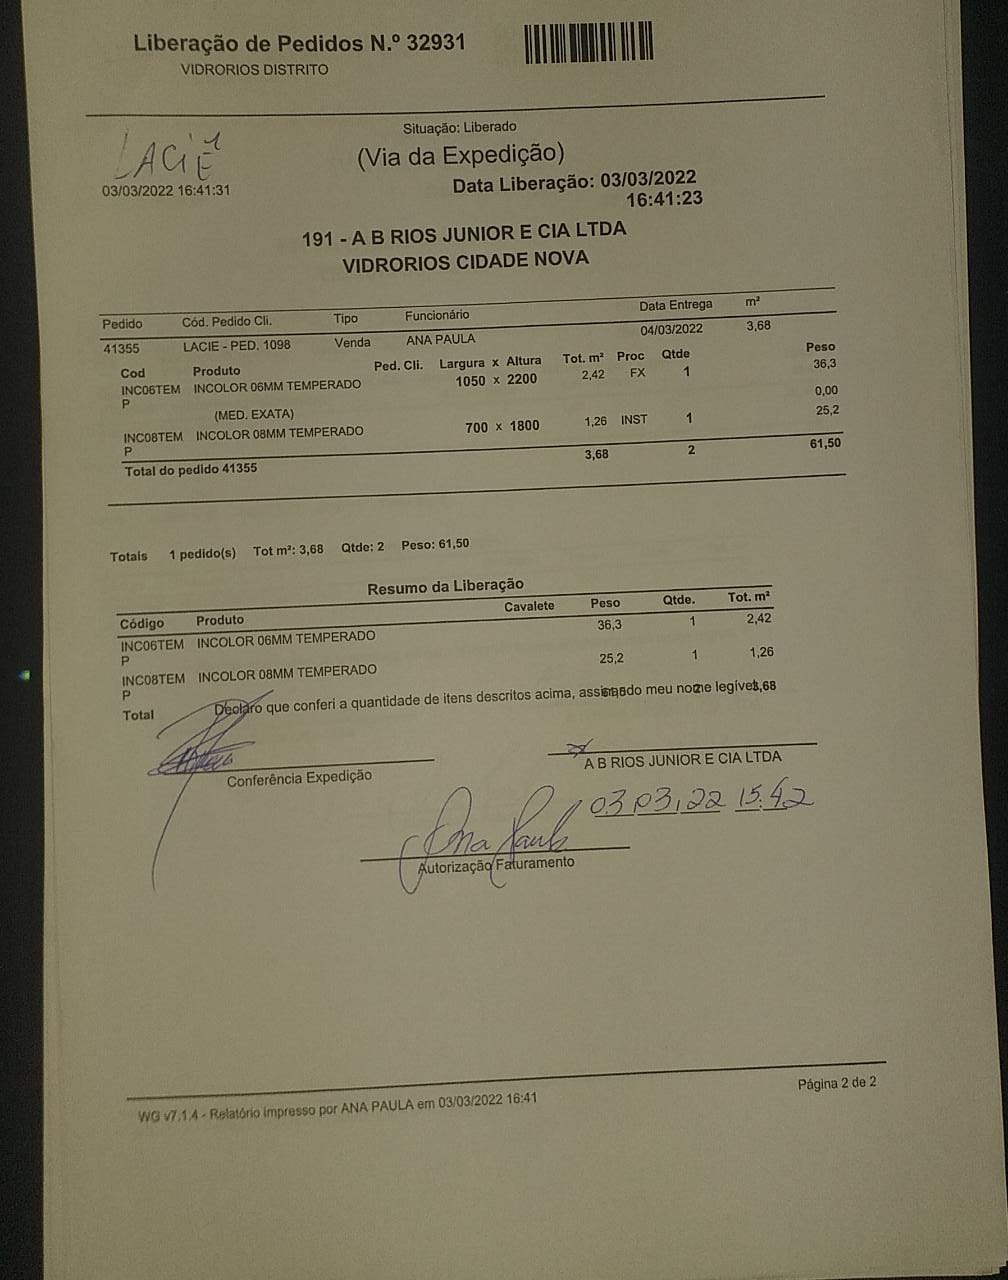 Liberação de Pedidos N.º 32931
VIDRORIOS DISTRITO
Situação: Liberado
LACIÊ
(Via da Expedição)
03/03/2022 16:41:31
Data Liberação: 03/03/2022
16:41:23
191 - A B RIOS JUNIOR E CIA LTDA
VIDRORIOS CIDADE NOVA
Pedido Cód. Pedido Cli. Tipo Funcionário Data Entrega m²
41355 LACIE - PED. 1098 Venda ANA PAULA 04/03/2022 3,68
Cod Produto Ped. Cli. Largura x Altura Tot. m² Proc Qtde Peso
INC06TEM INCOLOR 06MM TEMPERADO 1050 x 2200 2,42 FX 1 36,3
P
(MED. EXATA) 0,00
INC08TEM INCOLOR 08MM TEMPERADO 700 x 1800 1,26 INST 1 25,2
P
Total do pedido 41355 3,68 2 61,50
Totais 1 pedido(s) Tot m²: 3,68 Qtde: 2 Peso: 61,50
Resumo da Liberação
Código Produto Cavalete Peso Qtde. Tot. m²
INC06TEM INCOLOR 06MM TEMPERADO 36,3 1 2,42
P
INC08TEM INCOLOR 08MM TEMPERADO 25,2 1 1,26
P
Total 2 3,68
Declaro que conferi a quantidade de itens descritos acima, assinando meu nome legível.
Conferência Expedição
A B RIOS JUNIOR E CIA LTDA
03,03,22 15:42
Ana Paula
Autorização Faturamento
Página 2 de 2
WG v7.1.4 - Relatório impresso por ANA PAULA em 03/03/2022 16:41